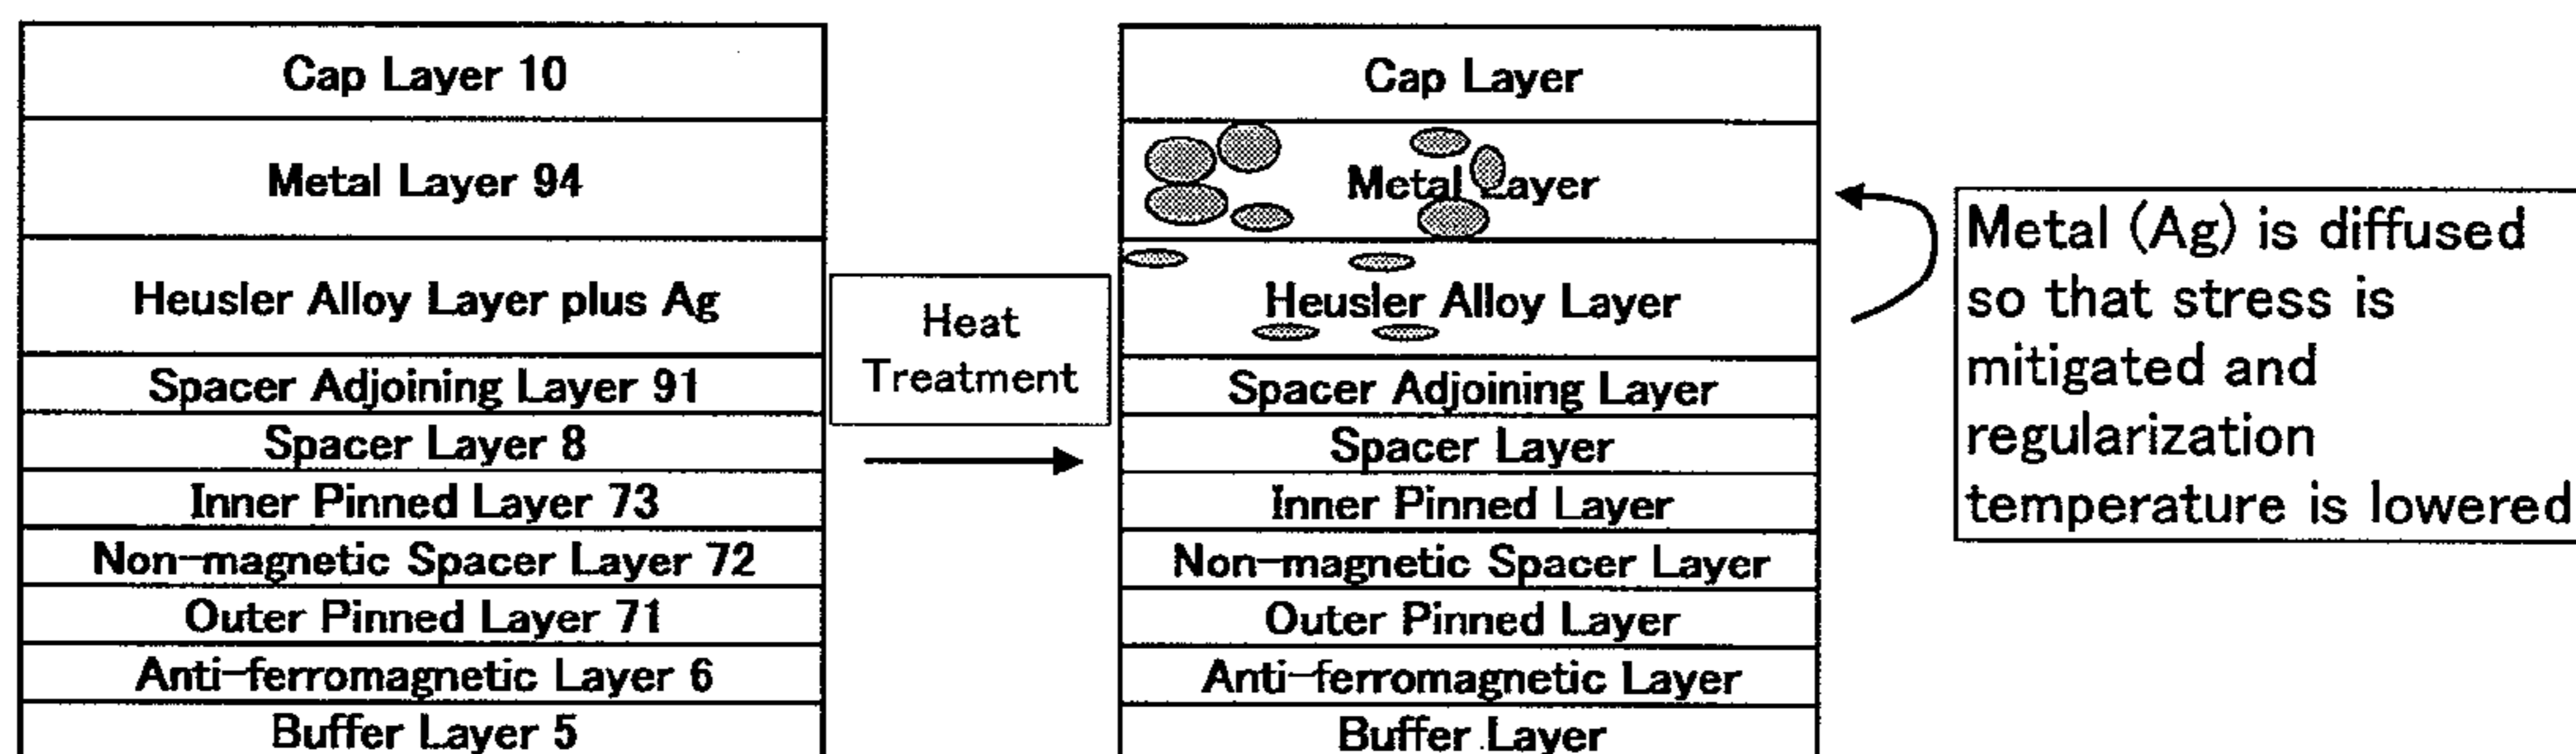 Cap Layer 10
Metal Layer 94
Heusler Alloy Layer plus Ag
Spacer Adjoining Layer 91
Spacer Layer 8
Inner Pinned Layer 73
Non-magnetic Spacer Layer 72
Outer Pinned Layer 71
Anti-ferromagnetic Layer 6
Buffer Layer 5
Heat
Treatment
Cap Layer
Metal Layer
Heusler Alloy Layer
Spacer Adjoining Layer
Spacer Layer
Inner Pinned Layer
Non-magnetic Spacer Layer
Outer Pinned Layer
Anti-ferromagnetic Layer
Buffer Layer
Metal (Ag) is diffused
so that stress is
mitigated and
regularization
temperature is lowered